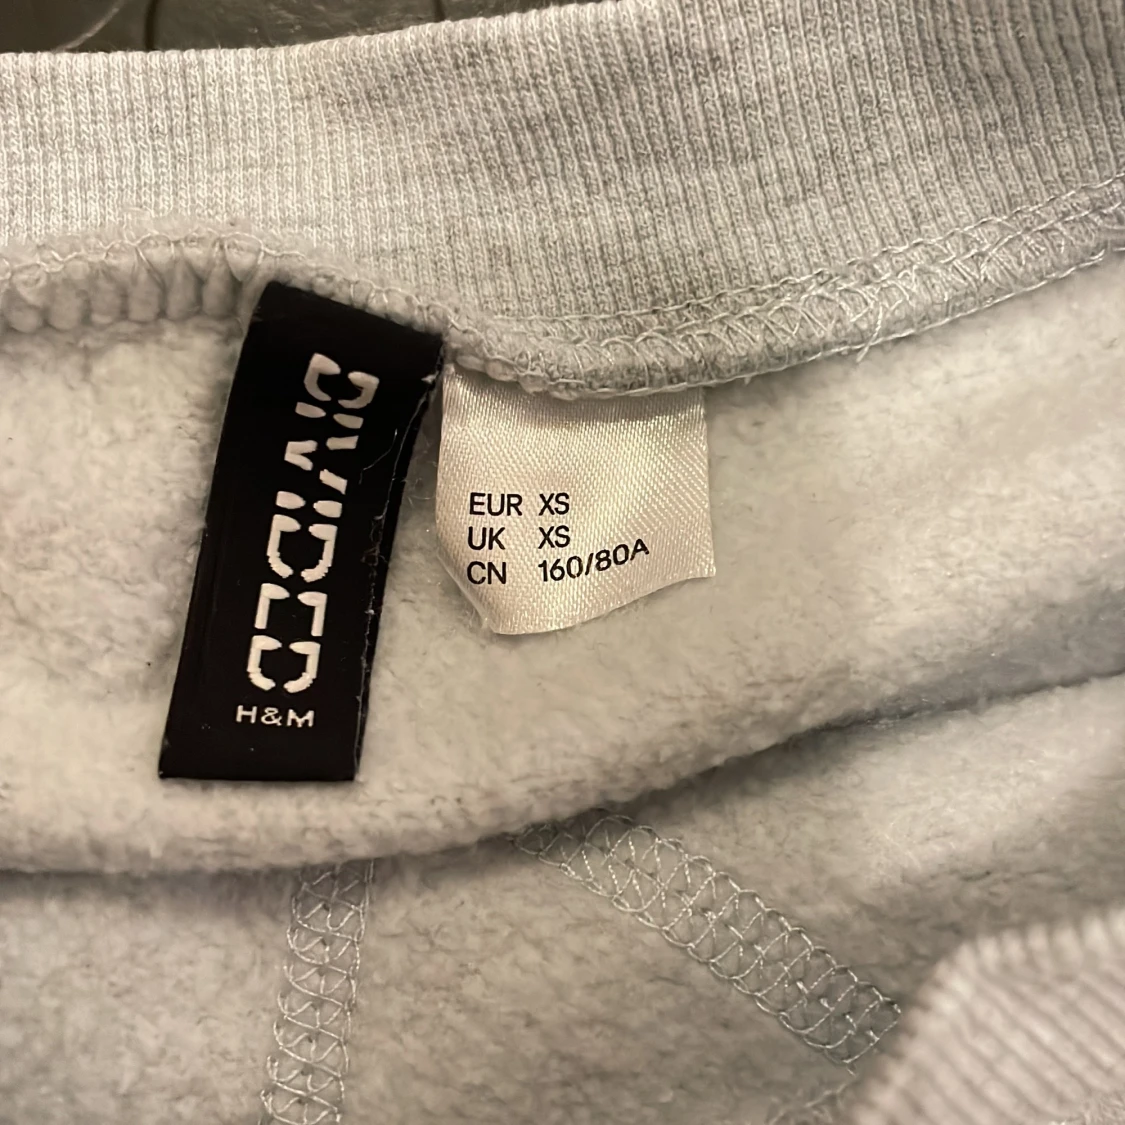 DIVIDED
H&M
EUR XS
UK XS
CN 160/80A